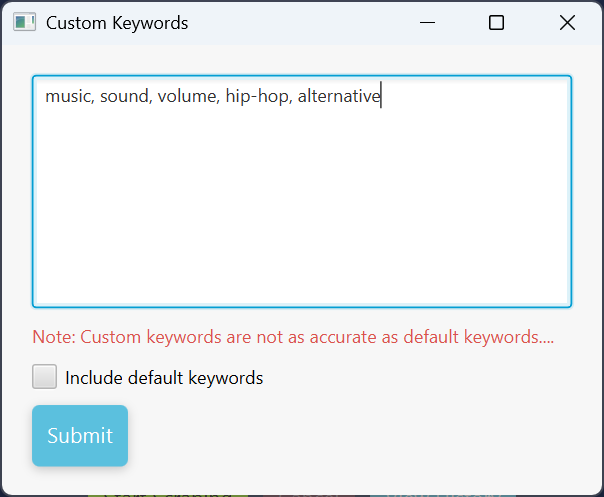 Custom Keywords
music, sound, volume, hip-hop, alternative
Note: Custom keywords are not as accurate as default keywords....
Include default keywords
Submit